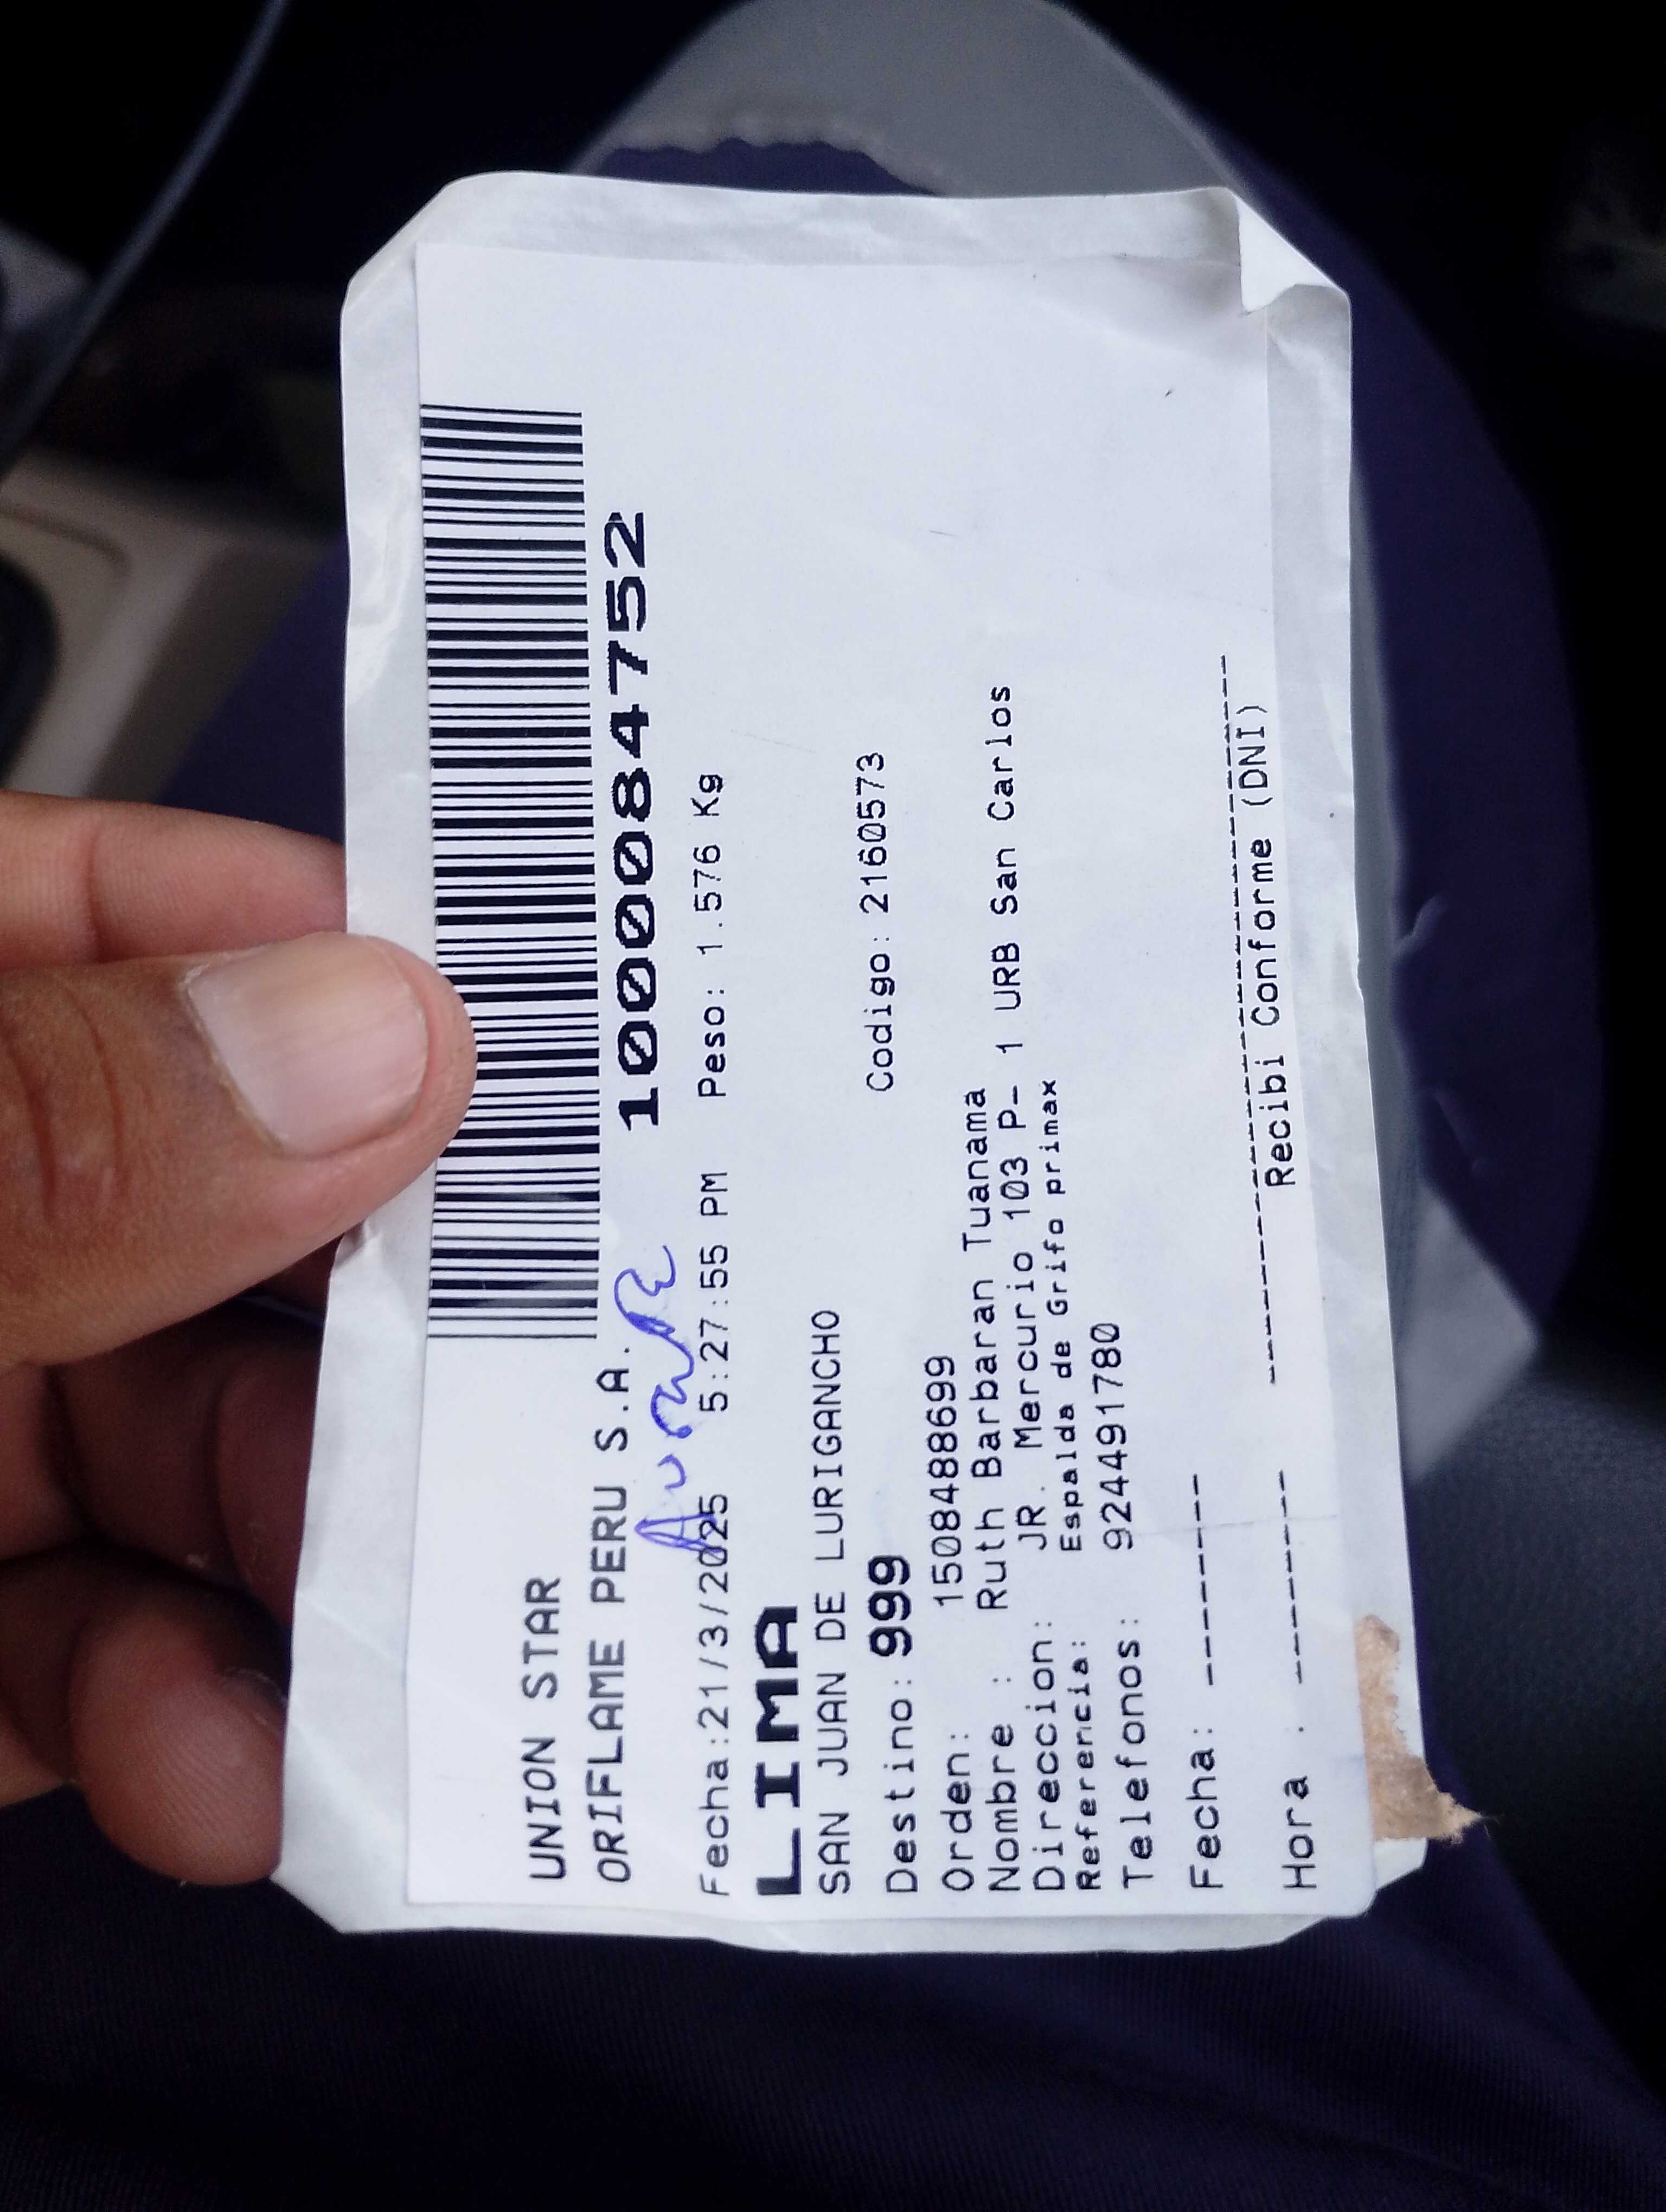 UNION STAR
ORIFLAME PERU S.A.
1000084752
Fecha:21/3/2025 5:27:55 PM Peso: 1.576 Kg
LIMA
SAN JUAN DE LURIGANCHO
Destino: 999 Codigo: 2160573
Orden: 1508488699
Nombre : Ruth Barbaran Tuanama
Direccion: JR. Mercurio 103 P- 1 URB San Carlos
Referencia: Espalda de Grifo primax
Telefonos: 924491780
Fecha: -------
Hora : -------
Recibi Conforme (DNI)